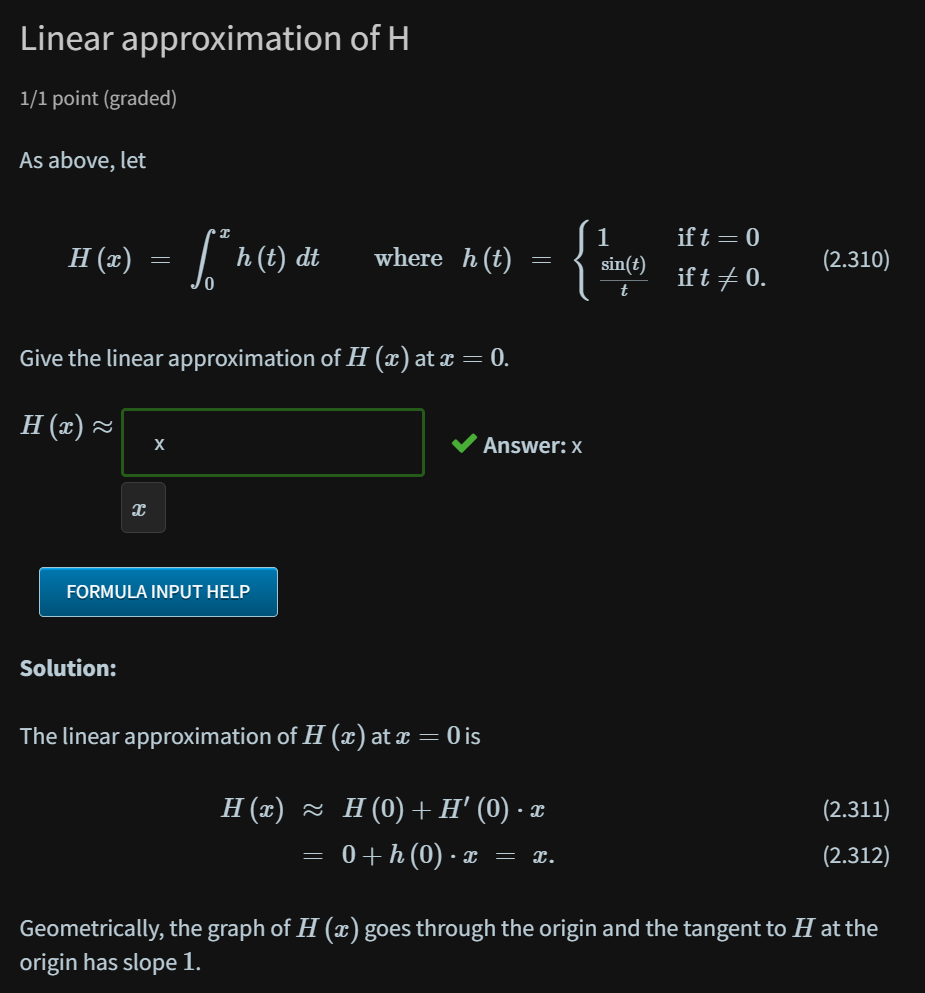 Linear approximation of H
1/1 point (graded)
As above, let
H (x) = ∫₀ˣ h (t) dt where h (t) = { 1 if t = 0
sin(t)/t if t ≠ 0. (2.310)
Give the linear approximation of H (x) at x = 0.
H (x) ≈ x ✔ Answer: x
x
FORMULA INPUT HELP
Solution:
The linear approximation of H (x) at x = 0 is
H (x) ≈ H (0) + H′ (0) · x (2.311)
= 0 + h (0) · x = x. (2.312)
Geometrically, the graph of H (x) goes through the origin and the tangent to H at the
origin has slope 1.